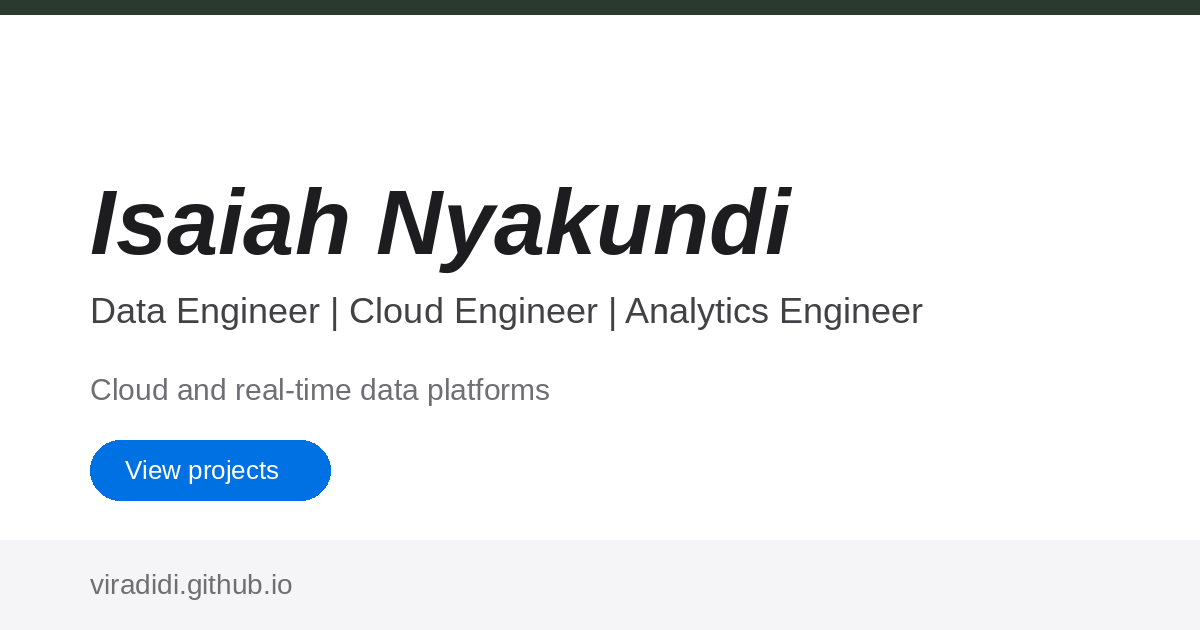 Isaiah Nyakundi
Data Engineer | Cloud Engineer | Analytics Engineer
Cloud and real-time data platforms
View projects
viradidi.github.io